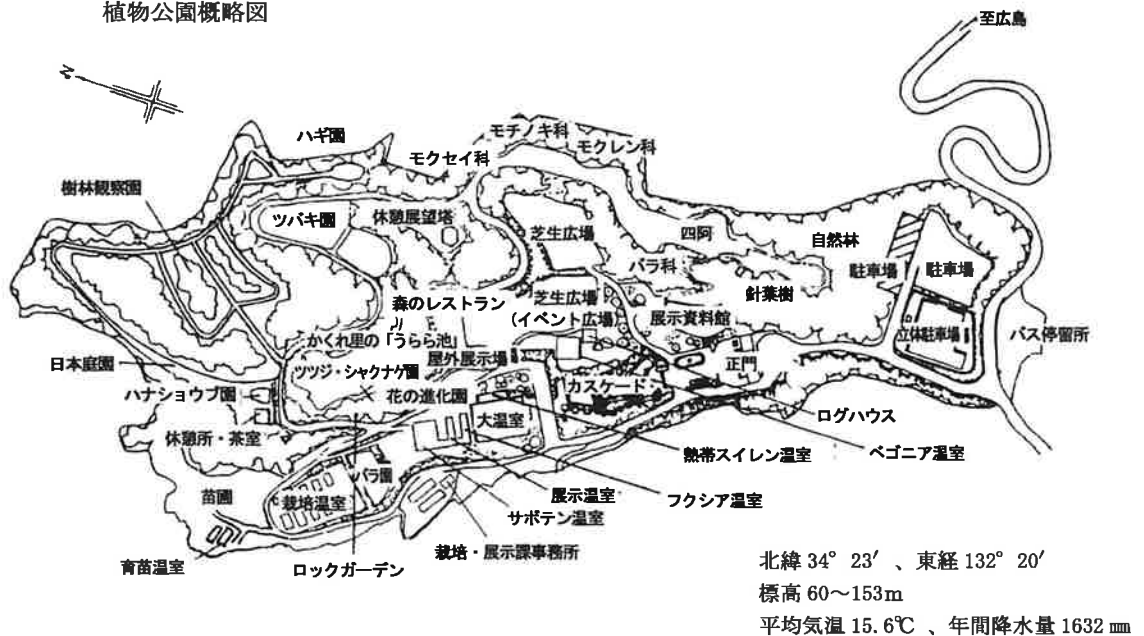 植物公園概略図
至広島
N
ハギ園
モチノキ科
モクレン科
モクセイ科
樹林観察園
ツバキ園
休憩展望塔
芝生広場
四阿
自然林
バラ科
駐車場
駐車場
針葉樹
森のレストラン
芝生広場
(イベント広場)
展示資料館
かくれ里の「うらら池」
立体駐車場
バス停留所
日本庭園
屋外展示場
正門
ツツジ・シャクナゲ園
ハナショウブ園
花の進化園
カスケード
大温室
ログハウス
休憩所・茶室
熱帯スイレン温室
ベゴニア温室
バラ園
苗圃
栽培温室
展示温室
フクシア温室
サボテン温室
栽培・展示課事務所
育苗温室
ロックガーデン
北緯 34° 23′ 、東経 132° 20′
標高 60～153m
平均気温 15.6℃ 、年間降水量 1632 ㎜